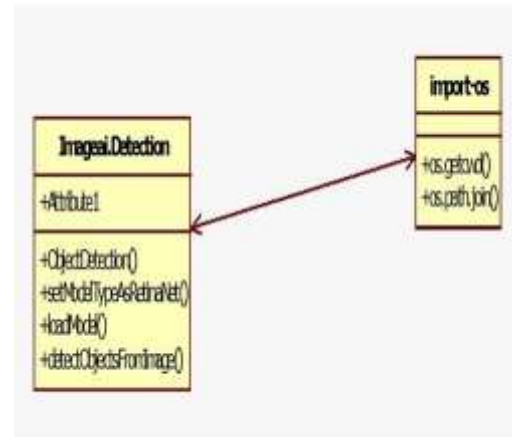 Imageai.Detection
+Attribute1
+ObjectDetection()
+setModelTypeAsRetinaNet()
+loadModel()
+detectObjectsFromImage()
import-os
+os.getcwd()
+os.path.join()